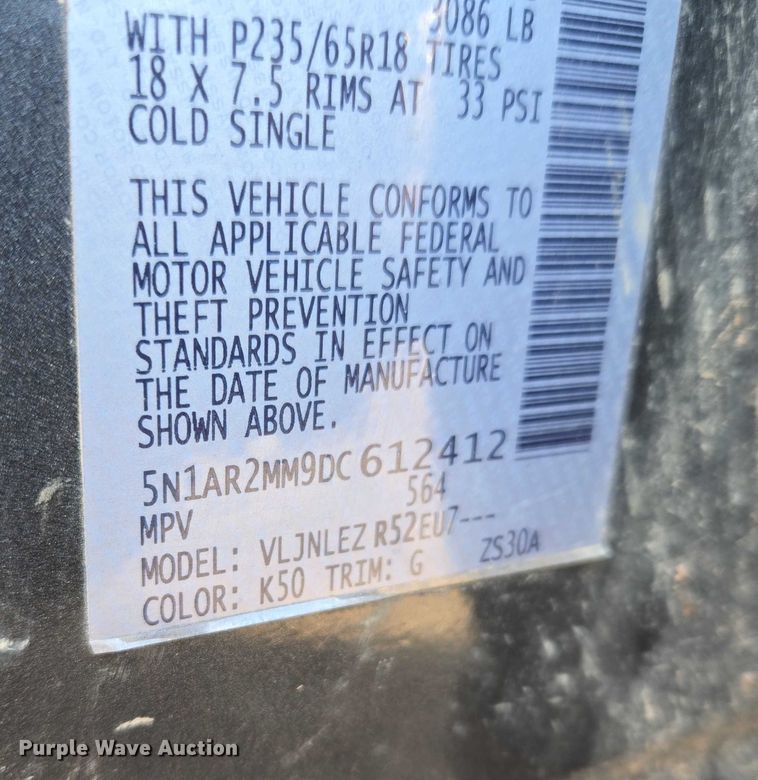 3086 LB
WITH P235/65R18 TIRES
18 X 7.5 RIMS AT 33 PSI
COLD SINGLE
THIS VEHICLE CONFORMS TO
ALL APPLICABLE FEDERAL
MOTOR VEHICLE SAFETY AND
THEFT PREVENTION
STANDARDS IN EFFECT ON
THE DATE OF MANUFACTURE
SHOWN ABOVE.
5N1AR2MM9DC612412
MPV 564
MODEL: VLJNLEZ R52EU7---
COLOR: K50 TRIM: G ZS30A
Purple Wave Auction